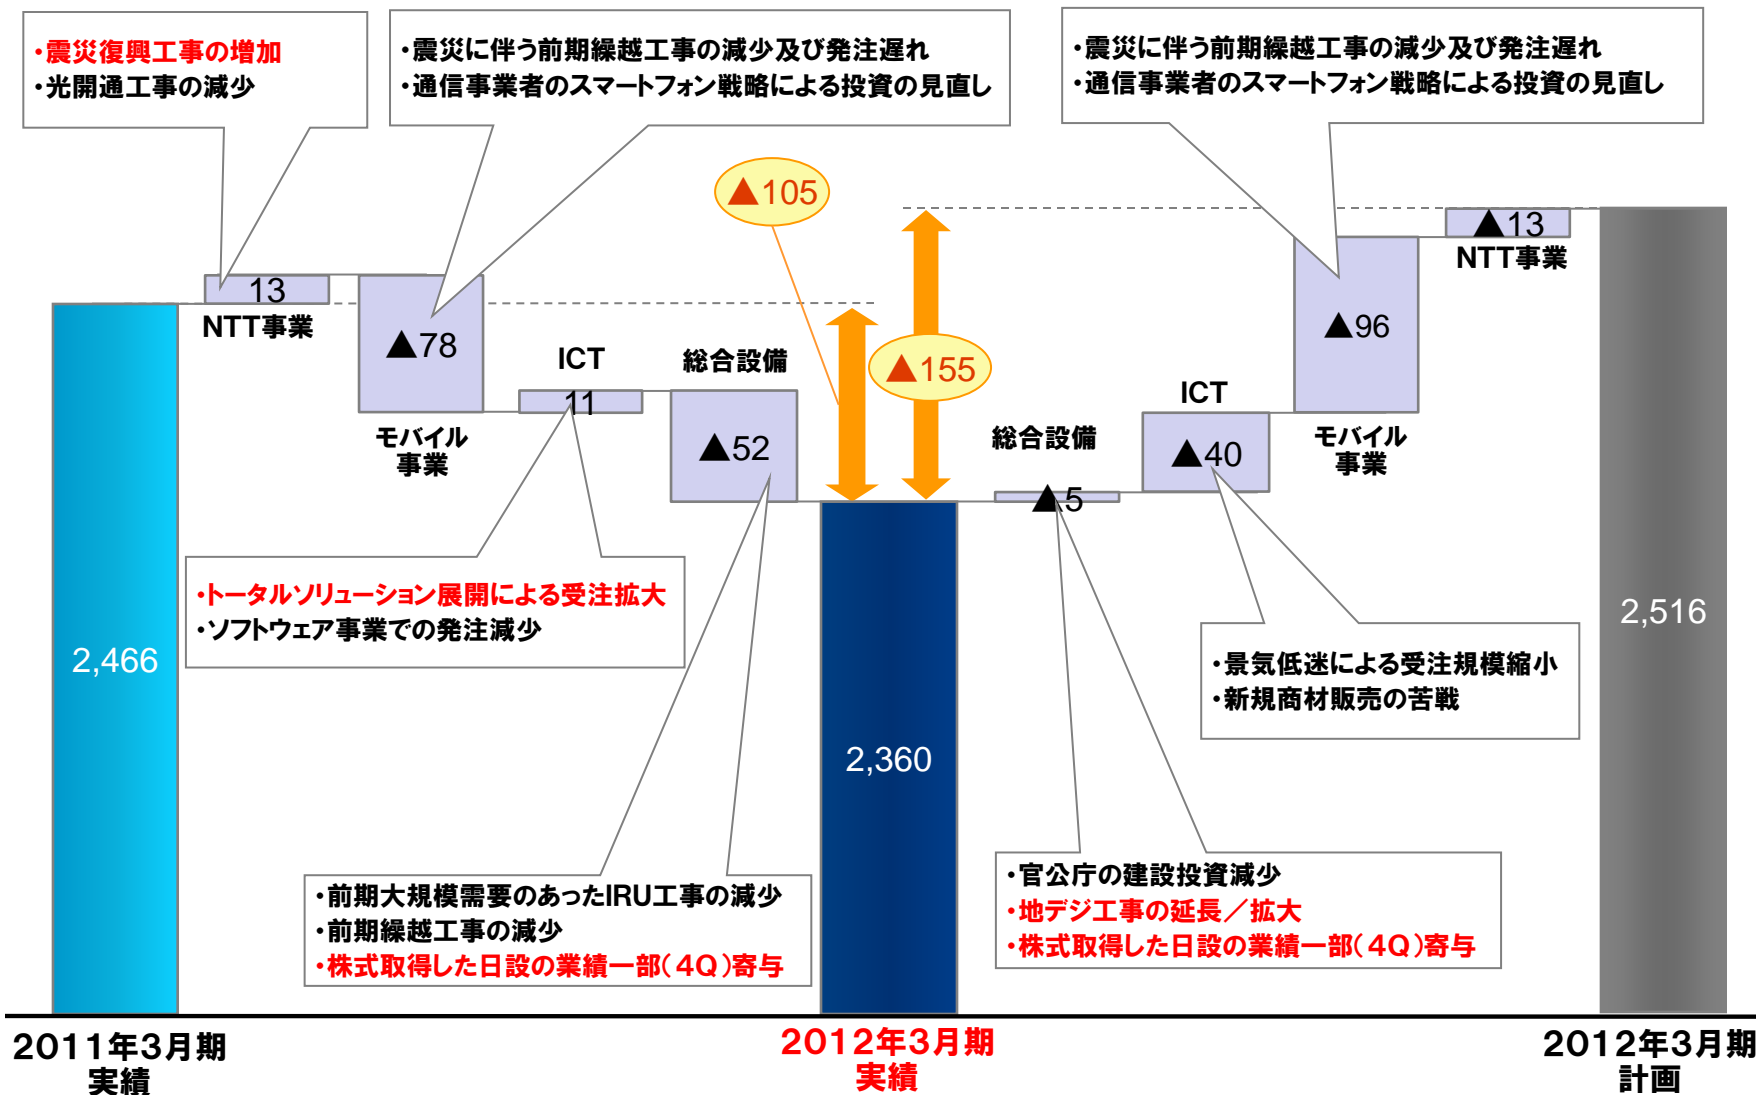 ・震災復興工事の増加
・光開通工事の減少
・震災に伴う前期繰越工事の減少及び発注遅れ
・通信事業者のスマートフォン戦略による投資の見直し
・震災に伴う前期繰越工事の減少及び発注遅れ
・通信事業者のスマートフォン戦略による投資の見直し
▲105
▲155
13
NTT事業
▲78
モバイル
事業
ICT
11
総合設備
▲52
総合設備
▲5
ICT
▲40
▲96
モバイル
事業
▲13
NTT事業
・トータルソリューション展開による受注拡大
・ソフトウェア事業での発注減少
・景気低迷による受注規模縮小
・新規商材販売の苦戦
2,466
2,360
2,516
・前期大規模需要のあったIRU工事の減少
・前期繰越工事の減少
・株式取得した日設の業績一部(4Q)寄与
・官公庁の建設投資減少
・地デジ工事の延長／拡大
・株式取得した日設の業績一部(4Q)寄与
2011年3月期
実績
2012年3月期
実績
2012年3月期
計画